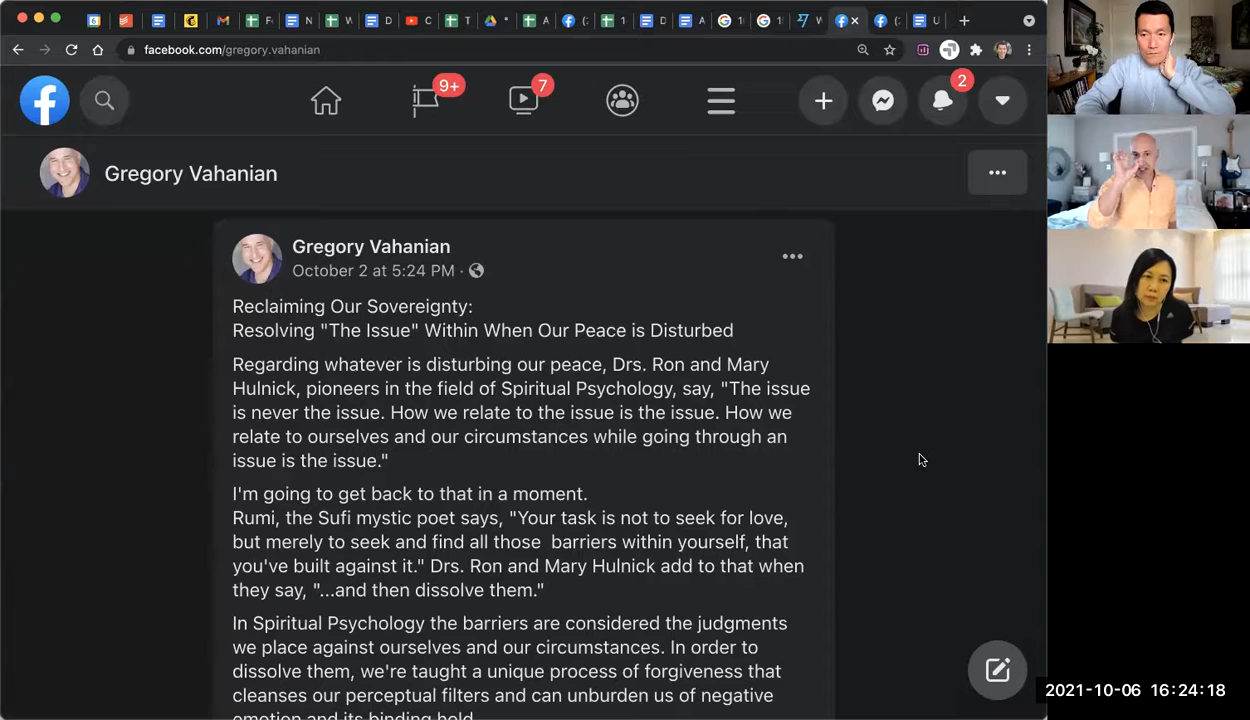 31
F
N
W
D
C
T
*
A
(
1
D
A
1
1
W
(
U
facebook.com/gregory.vahanian
9+
7
2
Gregory Vahanian
Gregory Vahanian
October 2 at 5:24 PM ·
Reclaiming Our Sovereignty:
Resolving "The Issue" Within When Our Peace is Disturbed
Regarding whatever is disturbing our peace, Drs. Ron and Mary
Hulnick, pioneers in the field of Spiritual Psychology, say, "The issue
is never the issue. How we relate to the issue is the issue. How we
relate to ourselves and our circumstances while going through an
issue is the issue."
I'm going to get back to that in a moment.
Rumi, the Sufi mystic poet says, "Your task is not to seek for love,
but merely to seek and find all those barriers within yourself, that
you've built against it." Drs. Ron and Mary Hulnick add to that when
they say, "...and then dissolve them."
In Spiritual Psychology the barriers are considered the judgments
we place against ourselves and our circumstances. In order to
dissolve them, we're taught a unique process of forgiveness that
cleanses our perceptual filters and can unburden us of negative
emotion and its binding hold
2021-10-06 16:24:18